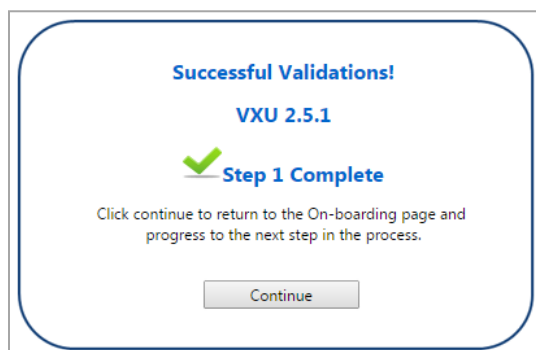 Successful Validations!
VXU 2.5.1
Step 1 Complete
Click continue to return to the On-boarding page and
progress to the next step in the process.
Continue